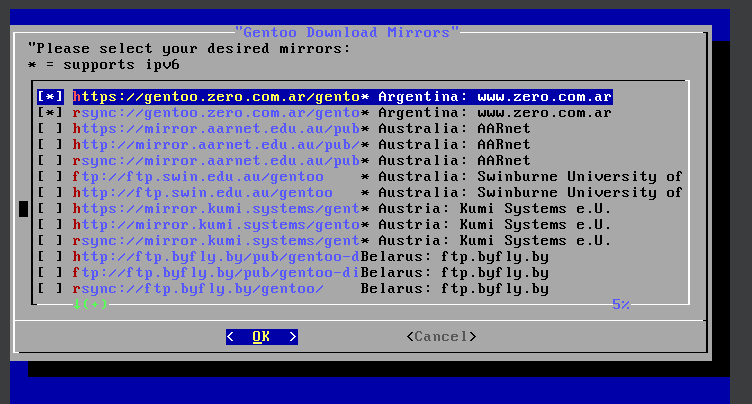 "Gentoo Download Mirrors"
"Please select your desired mirrors:
* = supports ipv6
[*] https://gentoo.zero.com.ar/gento* Argentina: www.zero.com.ar
[*] rsync://gentoo.zero.com.ar/gento* Argentina: www.zero.com.ar
[ ] https://mirror.aarnet.edu.au/pub* Australia: AARnet
[ ] http://mirror.aarnet.edu.au/pub/* Australia: AARnet
[ ] rsync://mirror.aarnet.edu.au/pub* Australia: AARnet
[ ] ftp://ftp.swin.edu.au/gentoo * Australia: Swinburne University of
[ ] http://ftp.swin.edu.au/gentoo * Australia: Swinburne University of
[ ] https://mirror.kumi.systems/gent* Austria: Kumi Systems e.U.
[ ] http://mirror.kumi.systems/gento* Austria: Kumi Systems e.U.
[ ] rsync://mirror.kumi.systems/gent* Austria: Kumi Systems e.U.
[ ] http://ftp.byfly.by/pub/gentoo-dBelarus: ftp.byfly.by
[ ] ftp://ftp.byfly.by/pub/gentoo-diBelarus: ftp.byfly.by
[ ] rsync://ftp.byfly.by/gentoo/ Belarus: ftp.byfly.by
↓(+) 5%
< OK > <Cancel>